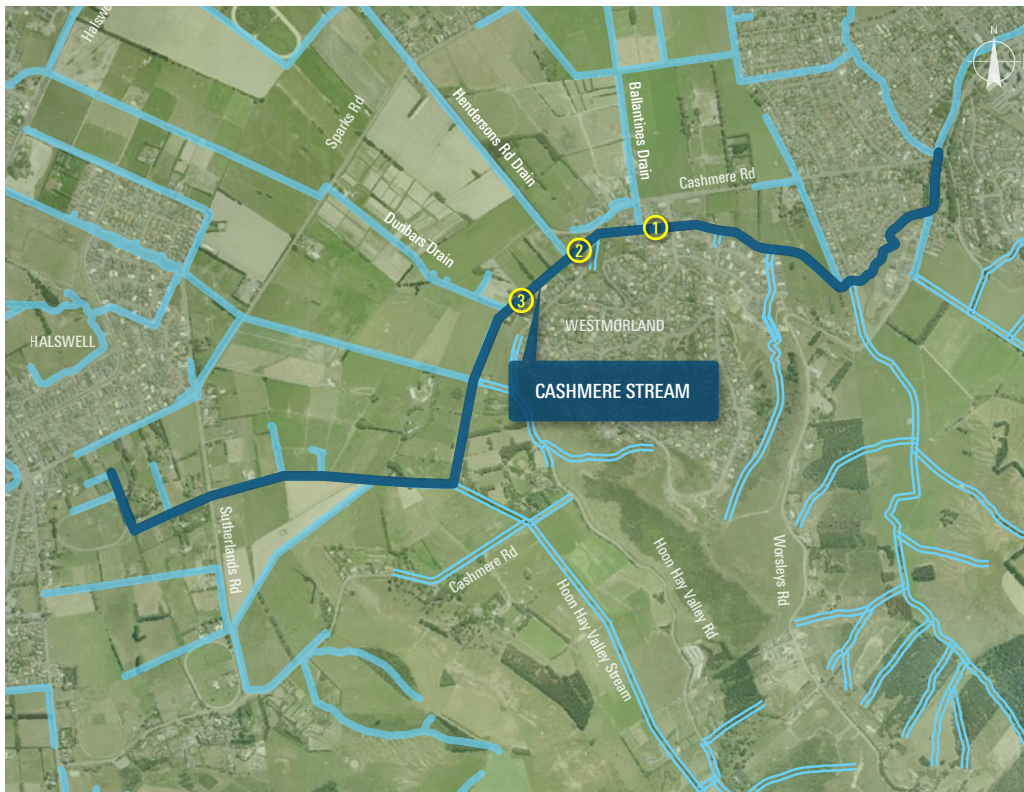 Halswe
N
Sparks Rd
Hendersons Rd Drain
Ballantines Drain
Cashmere Rd
Dunbars Drain
1
2
3
HALSWELL
WESTMORLAND
CASHMERE STREAM
Sutherlands Rd
Cashmere Rd
Hoon Hay Valley Stream
Hoon Hay Valley Rd
Worsleys Rd